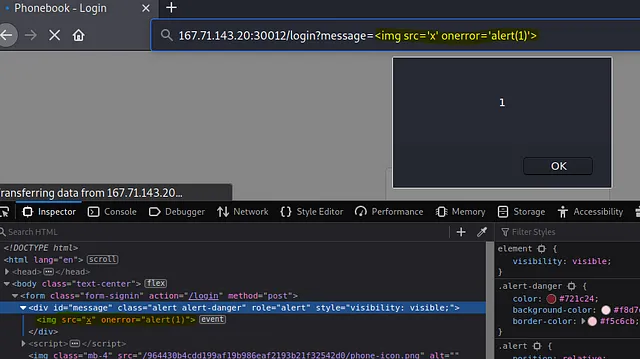 Phonebook - Login
167.71.143.20:30012/login?message=<img src='x' onerror='alert(1)'>
1
OK
Transferring data from 167.71.143.20...
Inspector Console Debugger Network Style Editor Performance Memory Storage Accessibility
Search HTML
Filter Styles
<!DOCTYPE html>
<html lang="en"> scroll
<head> </head>
<body class="text-center"> flex
<form class="form-signin" action="/login" method="post">
<div id="message" class="alert alert-danger" role="alert" style="visibility: visible;">
<img src="x" onerror="alert(1)"> event
</div>
<script> </script>
<img class="mb-4" src="/964430b4cdd199af19b986eaf2193b21f32542d0/phone-icon.png" alt=""
element {
visibility: visible;
}
.alert-danger {
color: #721c24;
background-color: #f8d7
border-color: #f5c6cb;
}
.alert {
position: relative;